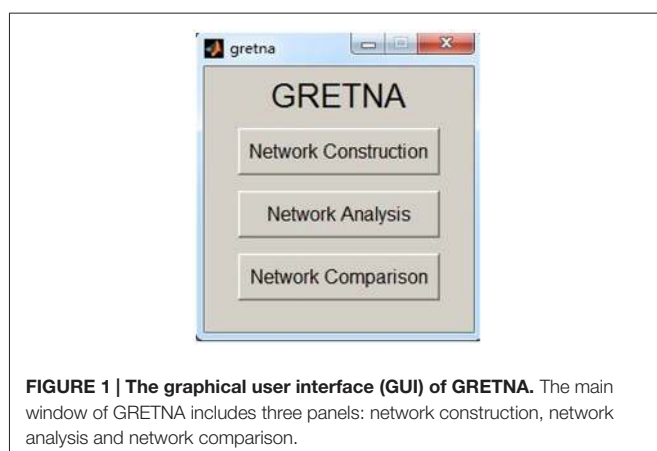 gretna
GRETNA
Network Construction
Network Analysis
Network Comparison
FIGURE 1 | The graphical user interface (GUI) of GRETNA. The main
window of GRETNA includes three panels: network construction, network
analysis and network comparison.